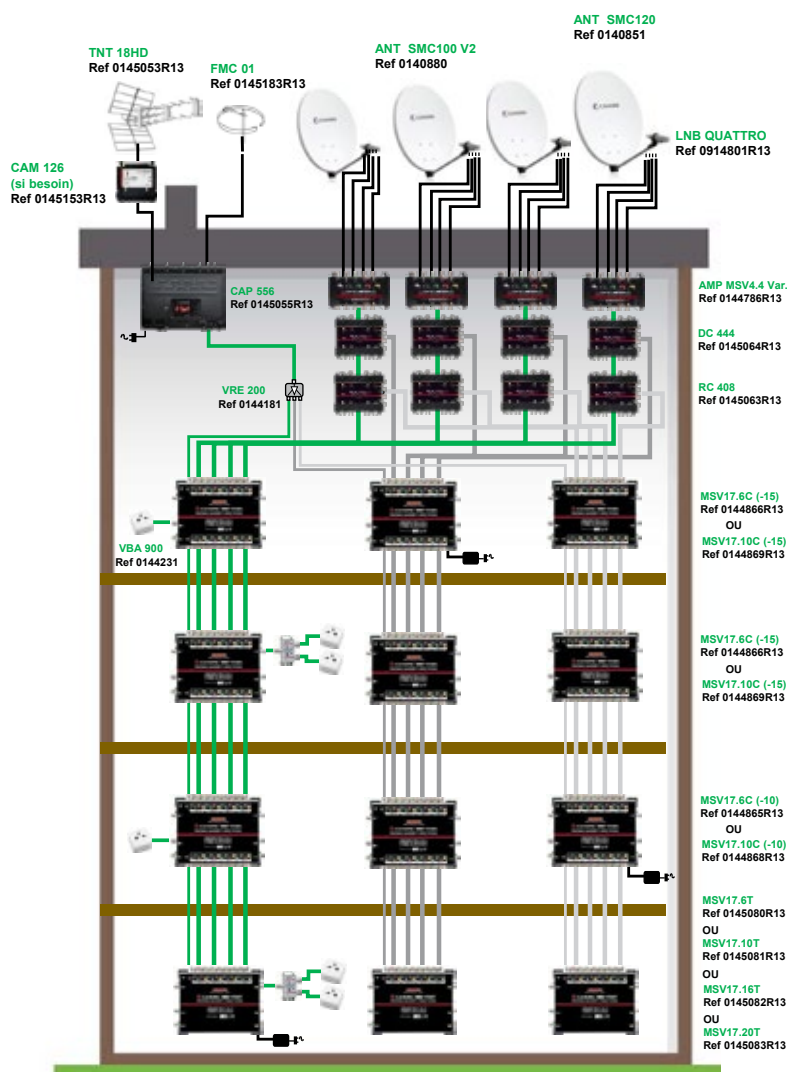 TNT 18HD
Ref 0145053R13
FMC 01
Ref 0145183R13
ANT SMC100 V2
Ref 0140880
ANT SMC120
Ref 0140851
LNB QUATTRO
Ref 0914801R13
CAM 126
(si besoin)
Ref 0145153R13
CAP 556
Ref 0145055R13
AMP MSV4.4 Var.
Ref 0144786R13
DC 444
Ref 0145064R13
RC 408
Ref 0145063R13
VRE 200
Ref 0144181
MSV17.6C (-15)
Ref 0144866R13
OU
MSV17.10C (-15)
Ref 0144869R13
VBA 900
Ref 0144231
MSV17.6C (-15)
Ref 0144866R13
OU
MSV17.10C (-15)
Ref 0144869R13
MSV17.6C (-10)
Ref 0144865R13
OU
MSV17.10C (-10)
Ref 0144868R13
MSV17.6T
Ref 0145080R13
OU
MSV17.10T
Ref 0145081R13
OU
MSV17.16T
Ref 0145082R13
OU
MSV17.20T
Ref 0145083R13